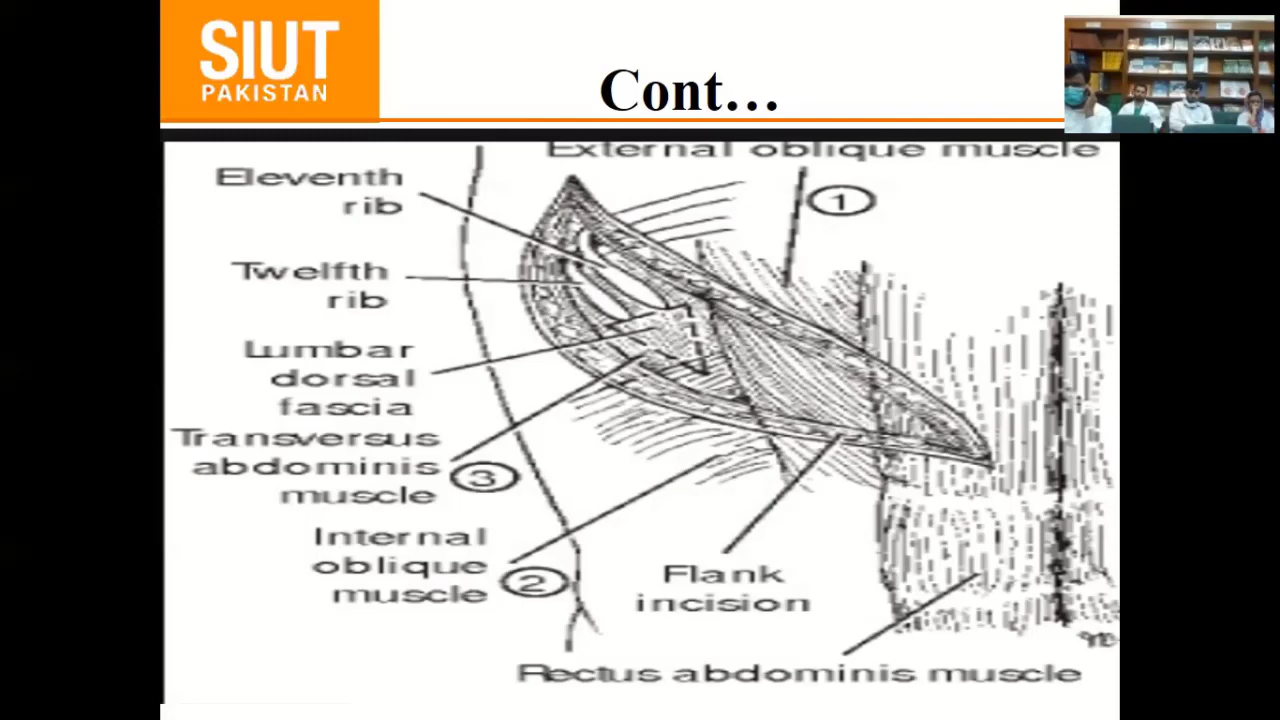 SIUT
PAKISTAN
Cont…
External oblique muscle
1
Eleventh
rib
Twelfth
rib
Lumbar
dorsal
fascia
Transversus
abdominis
muscle
3
Internal
oblique
muscle
2
Flank
incision
Rectus abdominis muscle